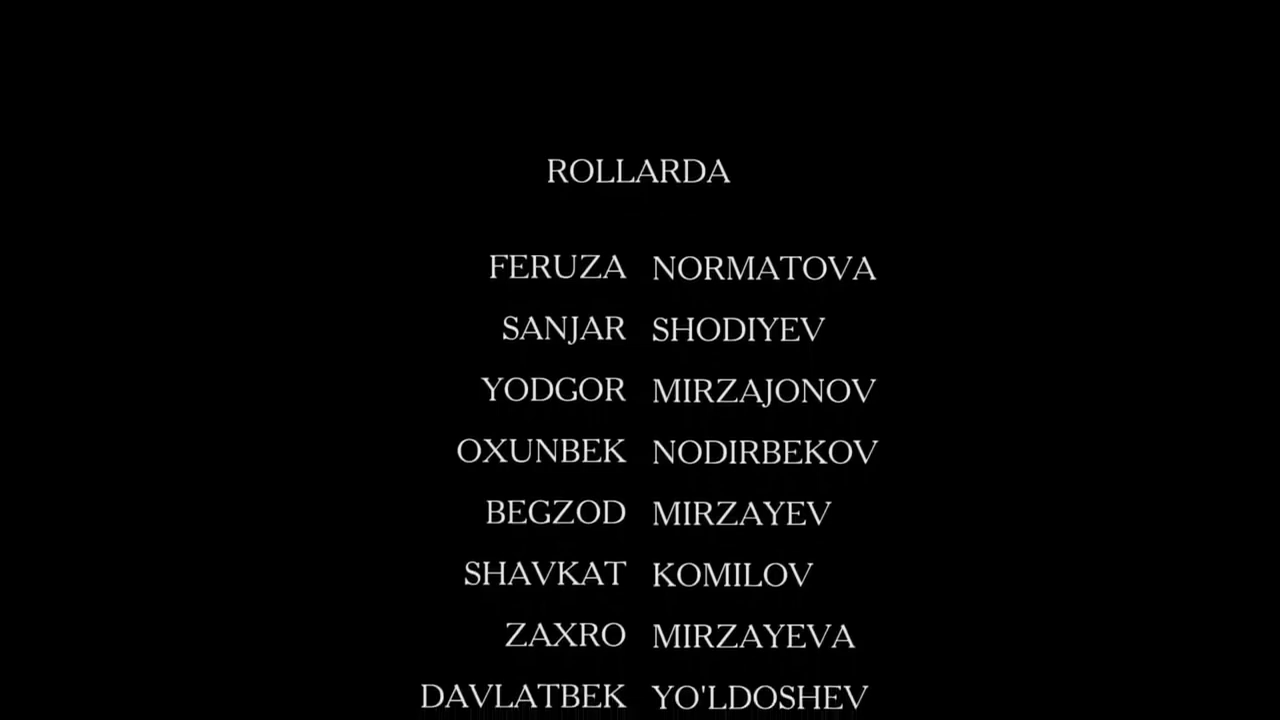 ROLLARDA
FERUZA NORMATOVA
SANJAR SHODIYEV
YODGOR MIRZAJONOV
OXUNBEK NODIRBEKOV
BEGZOD MIRZAYEV
SHAVKAT KOMILOV
ZAXRO MIRZAYEVA
DAVLATBEK YO'LDOSHEV